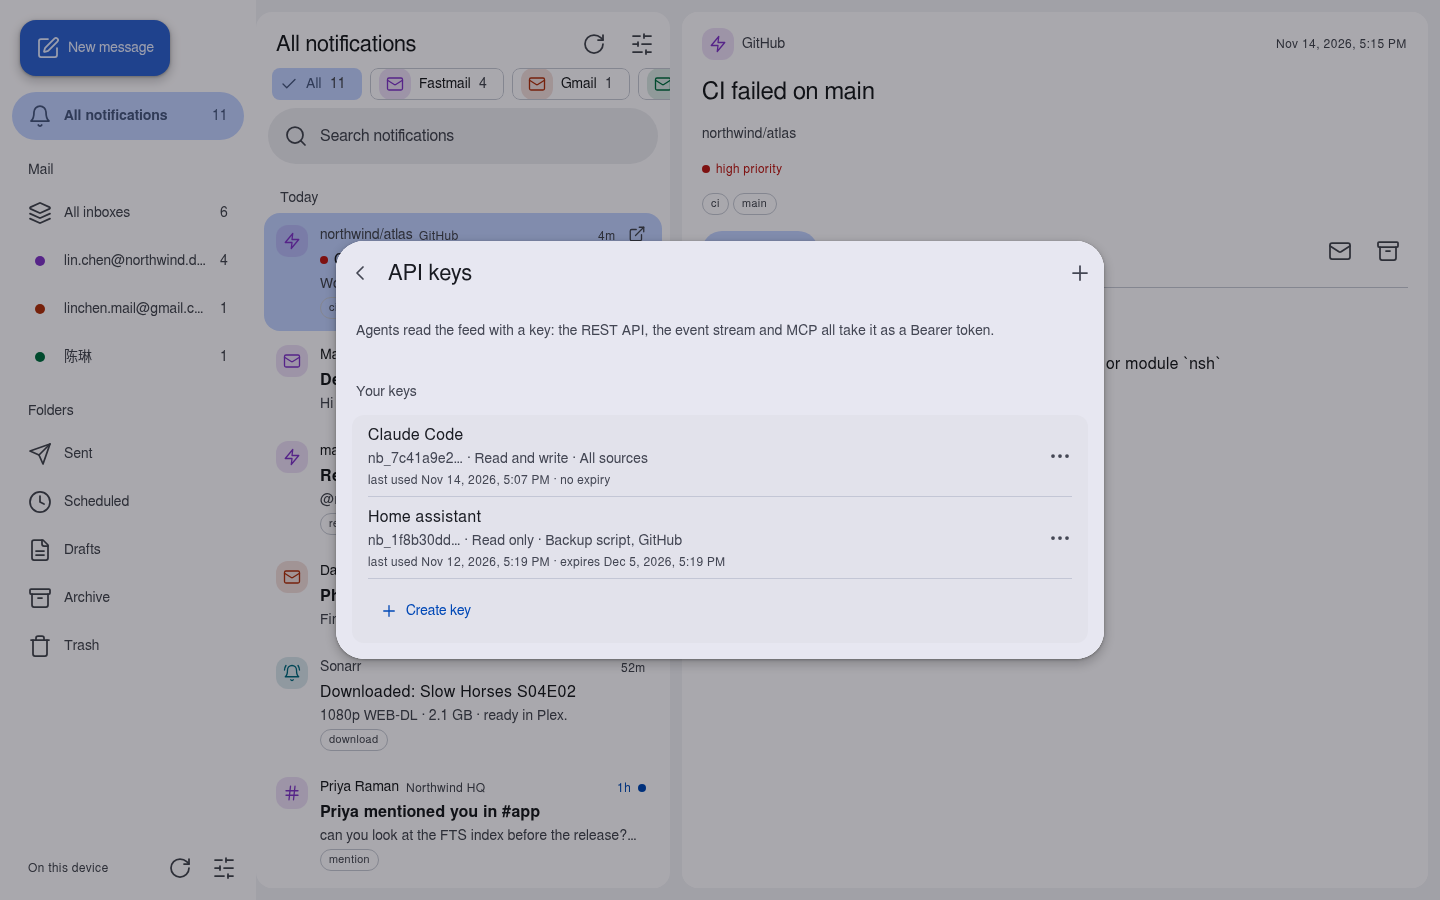 New message
All notifications 11
Mail
All inboxes 6
lin.chen@northwind.d... 4
linchen.mail@gmail.c... 1
陈琳 1
Folders
Sent
Scheduled
Drafts
Archive
Trash
On this device
All notifications
All 11
Fastmail 4
Gmail 1
Search notifications
Today
northwind/atlas GitHub 4m
Hi
Sonarr 52m
Downloaded: Slow Horses S04E02
1080p WEB-DL · 2.1 GB · ready in Plex.
download
Priya Raman Northwind HQ 1h
Priya mentioned you in #app
can you look at the FTS index before the release?...
mention
GitHub
Nov 14, 2026, 5:15 PM
CI failed on main
northwind/atlas
high priority
ci main
or module `nsh`
API keys
Agents read the feed with a key: the REST API, the event stream and MCP all take it as a Bearer token.
Your keys
Claude Code
nb_7c41a9e2... · Read and write · All sources
last used Nov 14, 2026, 5:07 PM · no expiry
Home assistant
nb_1f8b30dd... · Read only · Backup script, GitHub
last used Nov 12, 2026, 5:19 PM · expires Dec 5, 2026, 5:19 PM
Create key